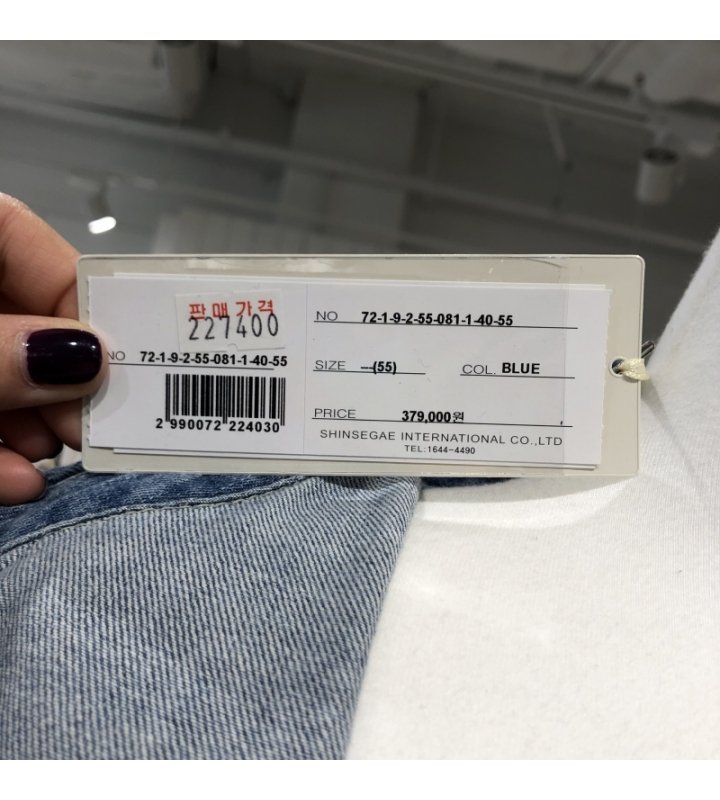 판매가격
227400
NO 72-1-9-2-55-081-1-40-55
2 990072 224030
NO 72-1-9-2-55-081-1-40-55
SIZE ---(55) COL. BLUE
PRICE 379,000원
SHINSEGAE INTERNATIONAL CO.,LTD
TEL:1644-4490